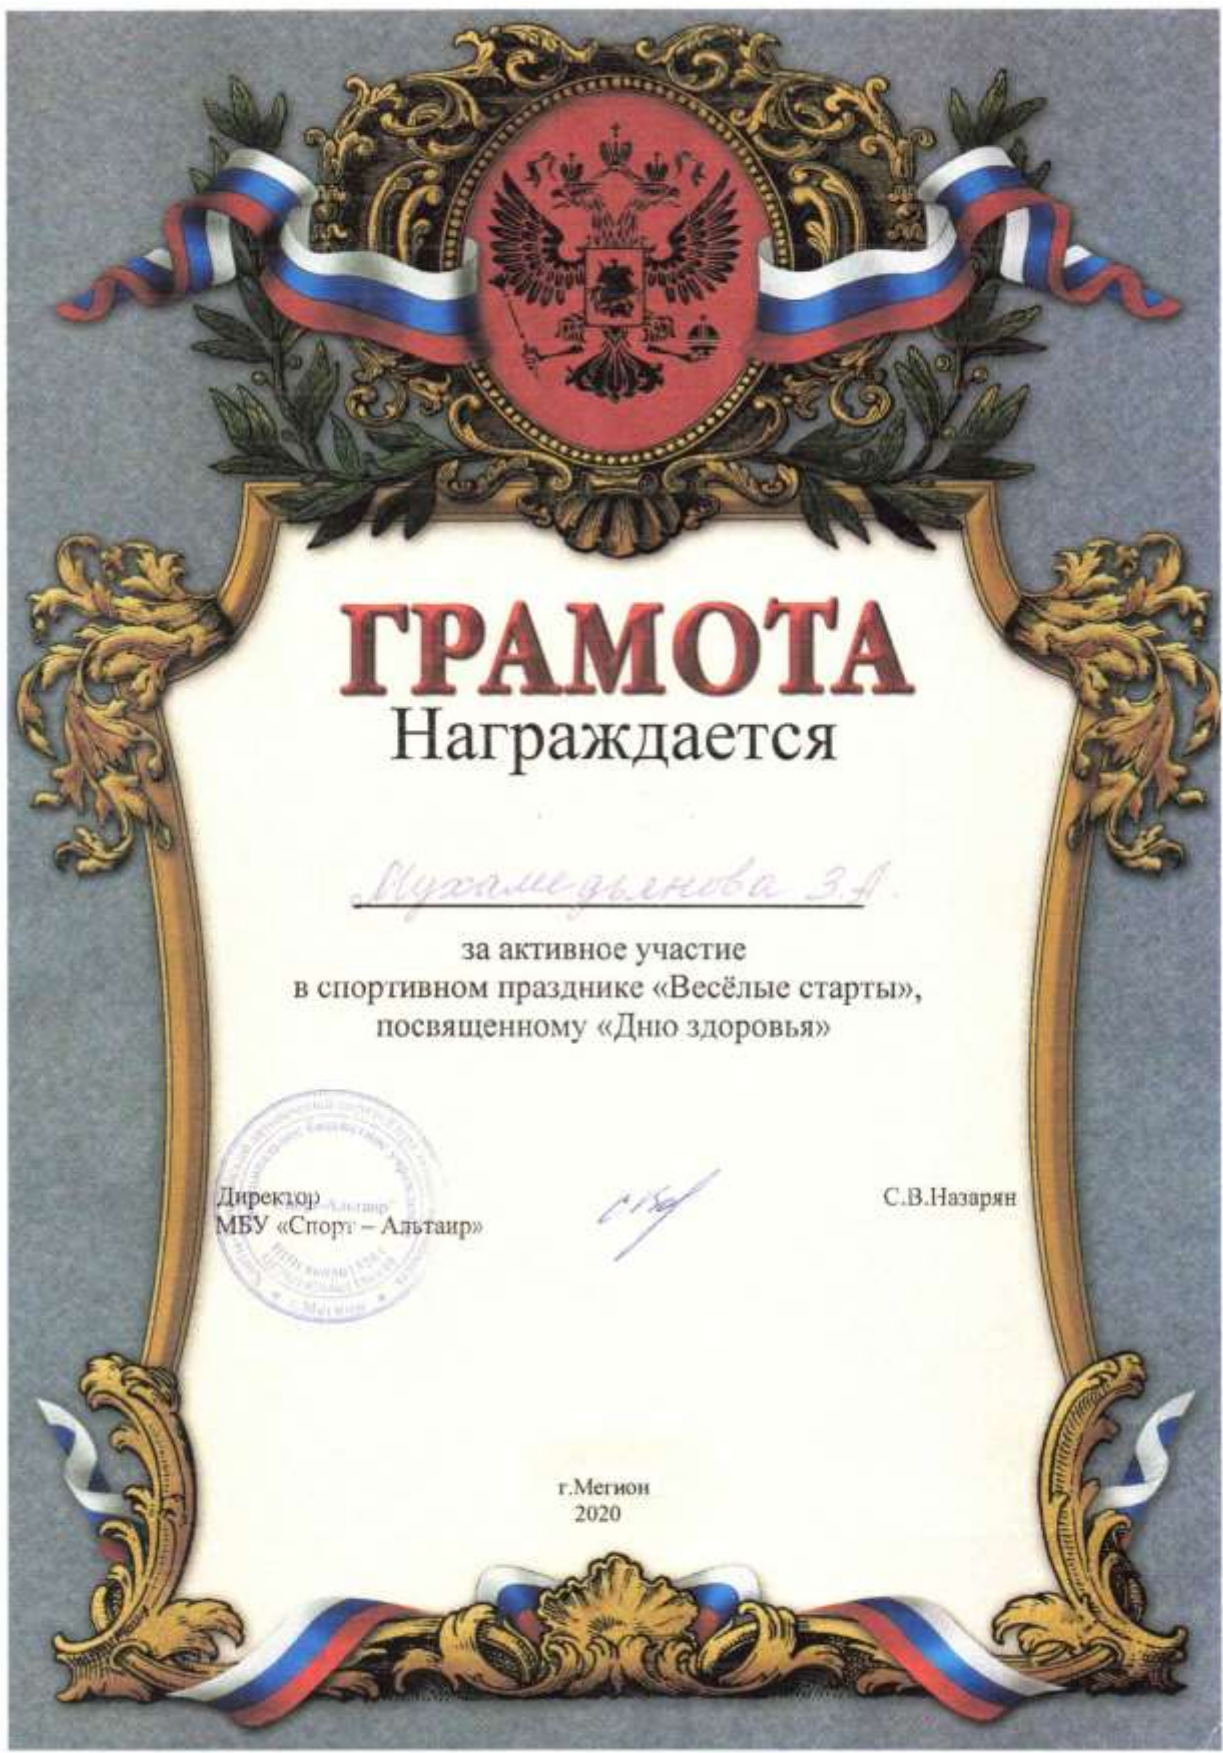 ГРАМОТА
Награждается
Мухамедьянова З.А.
за активное участие
в спортивном празднике «Весёлые старты»,
посвященному «Дню здоровья»
Директор
МБУ «Спорт – Альтаир»
С.В.Назарян
г.Мегион
2020